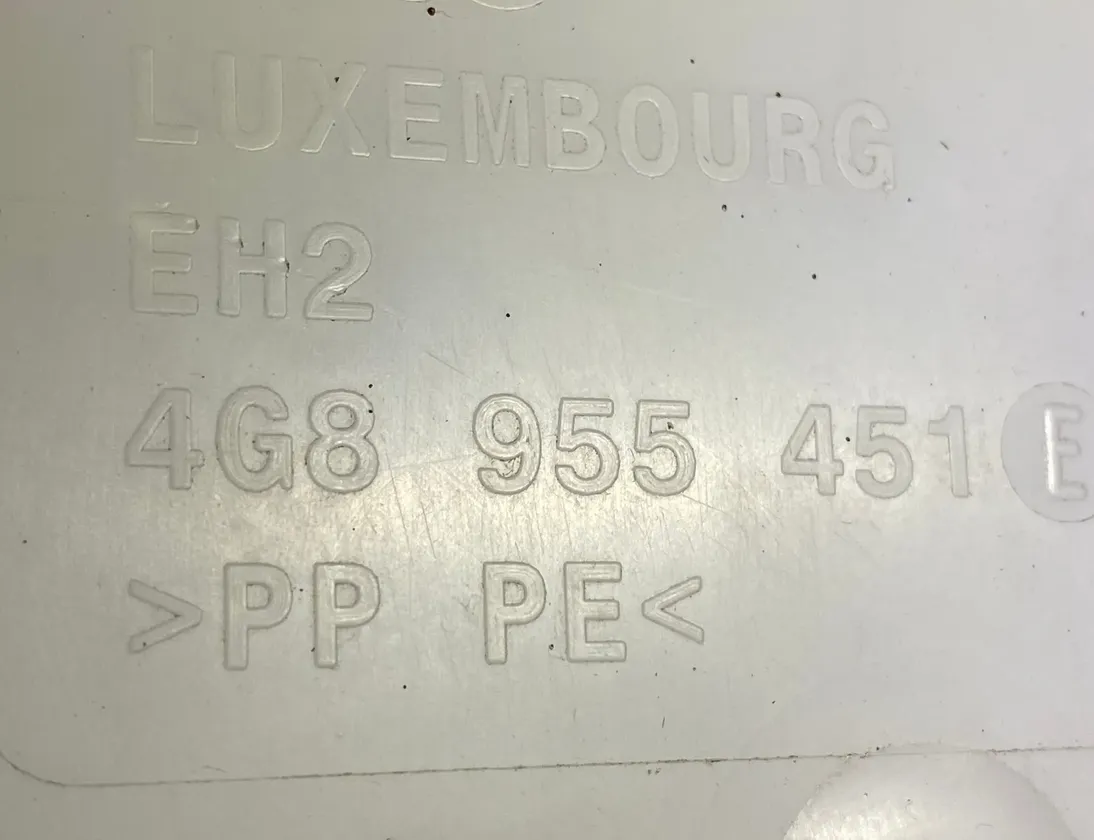 LUXEMBOURG
EH2
4G8 955 451 E
>PP PE<